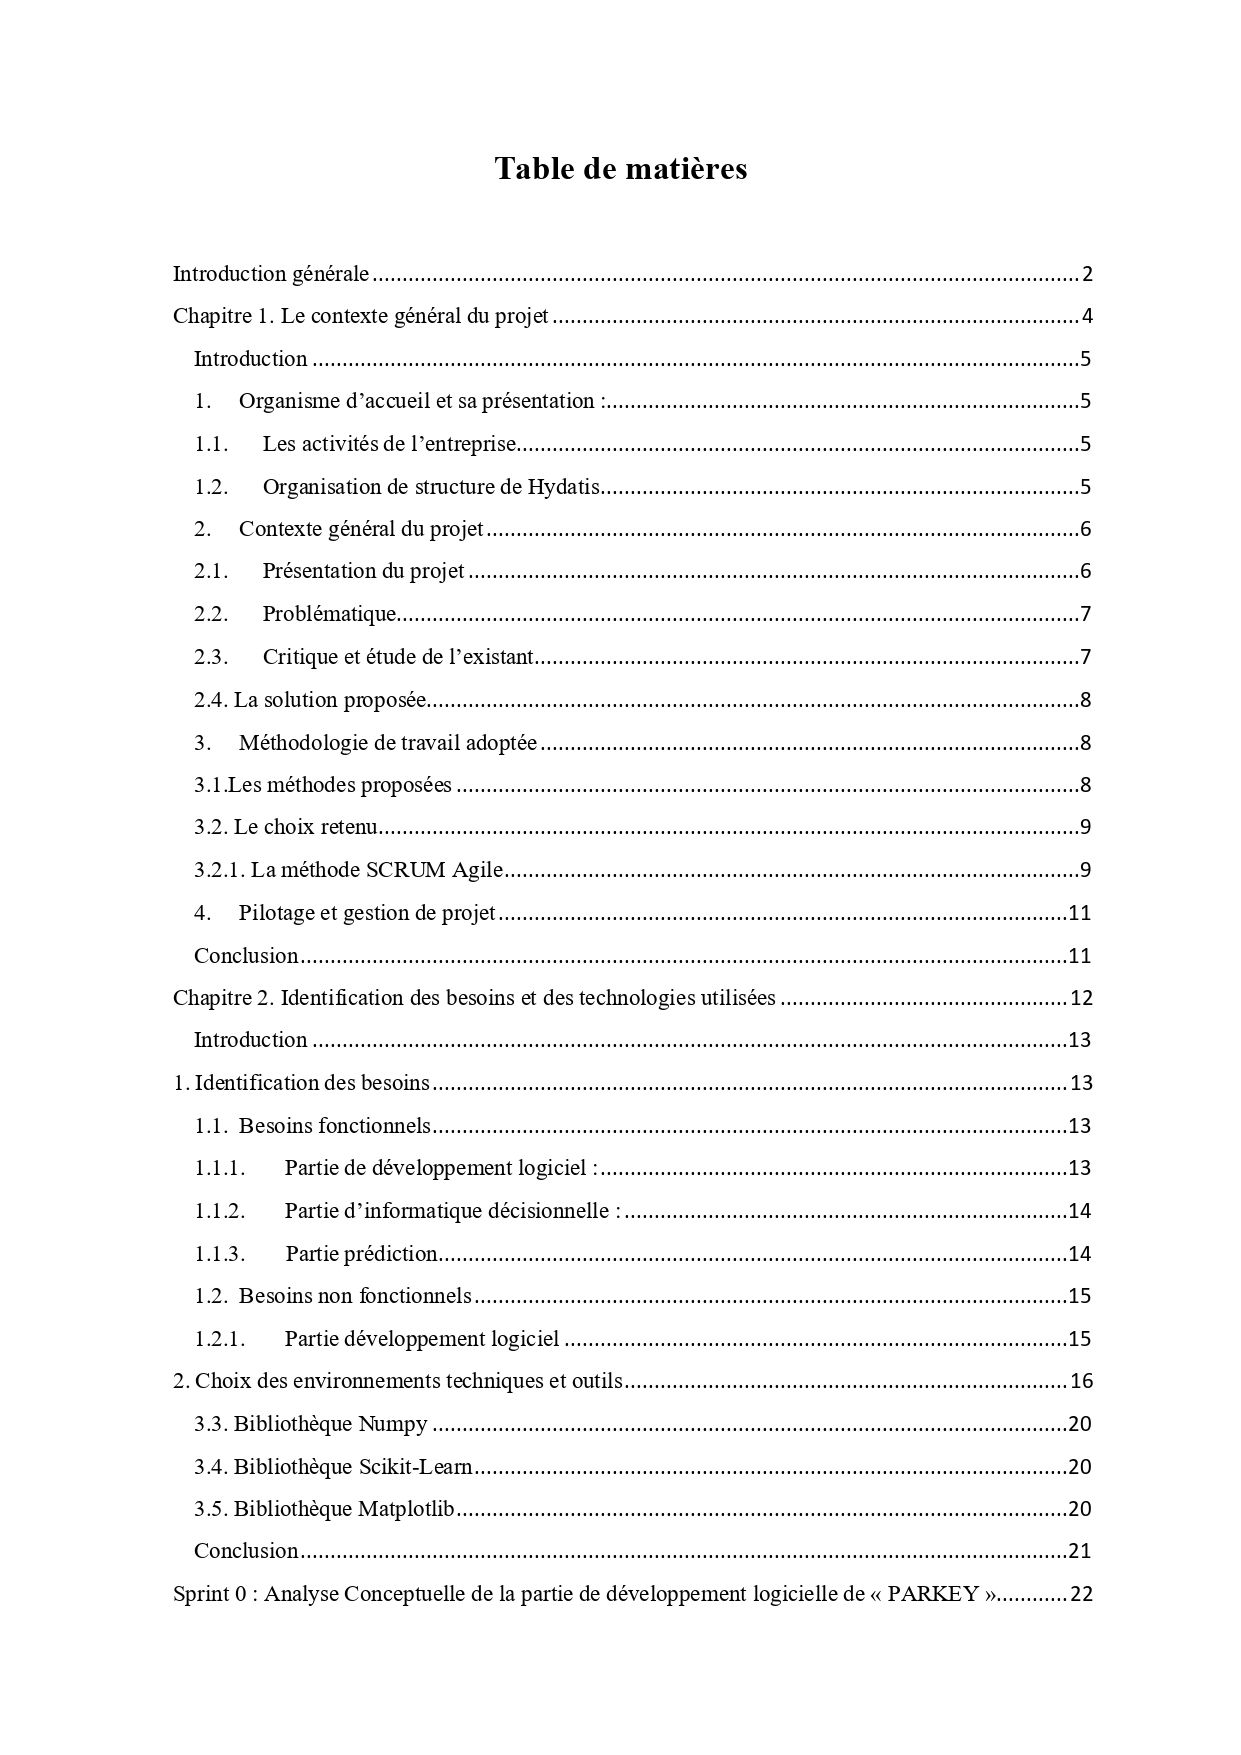 Table de matières
Introduction générale 2
Chapitre 1. Le contexte général du projet 4
Introduction 5
1. Organisme d’accueil et sa présentation : 5
1.1. Les activités de l’entreprise 5
1.2. Organisation de structure de Hydatis 5
2. Contexte général du projet 6
2.1. Présentation du projet 6
2.2. Problématique 7
2.3. Critique et étude de l’existant 7
2.4. La solution proposée 8
3. Méthodologie de travail adoptée 8
3.1.Les méthodes proposées 8
3.2. Le choix retenu 9
3.2.1. La méthode SCRUM Agile 9
4. Pilotage et gestion de projet 11
Conclusion 11
Chapitre 2. Identification des besoins et des technologies utilisées 12
Introduction 13
1. Identification des besoins 13
1.1. Besoins fonctionnels 13
1.1.1. Partie de développement logiciel : 13
1.1.2. Partie d’informatique décisionnelle : 14
1.1.3. Partie prédiction 14
1.2. Besoins non fonctionnels 15
1.2.1. Partie développement logiciel 15
2. Choix des environnements techniques et outils 16
3.3. Bibliothèque Numpy 20
3.4. Bibliothèque Scikit-Learn 20
3.5. Bibliothèque Matplotlib 20
Conclusion 21
Sprint 0 : Analyse Conceptuelle de la partie de développement logicielle de « PARKEY » 22